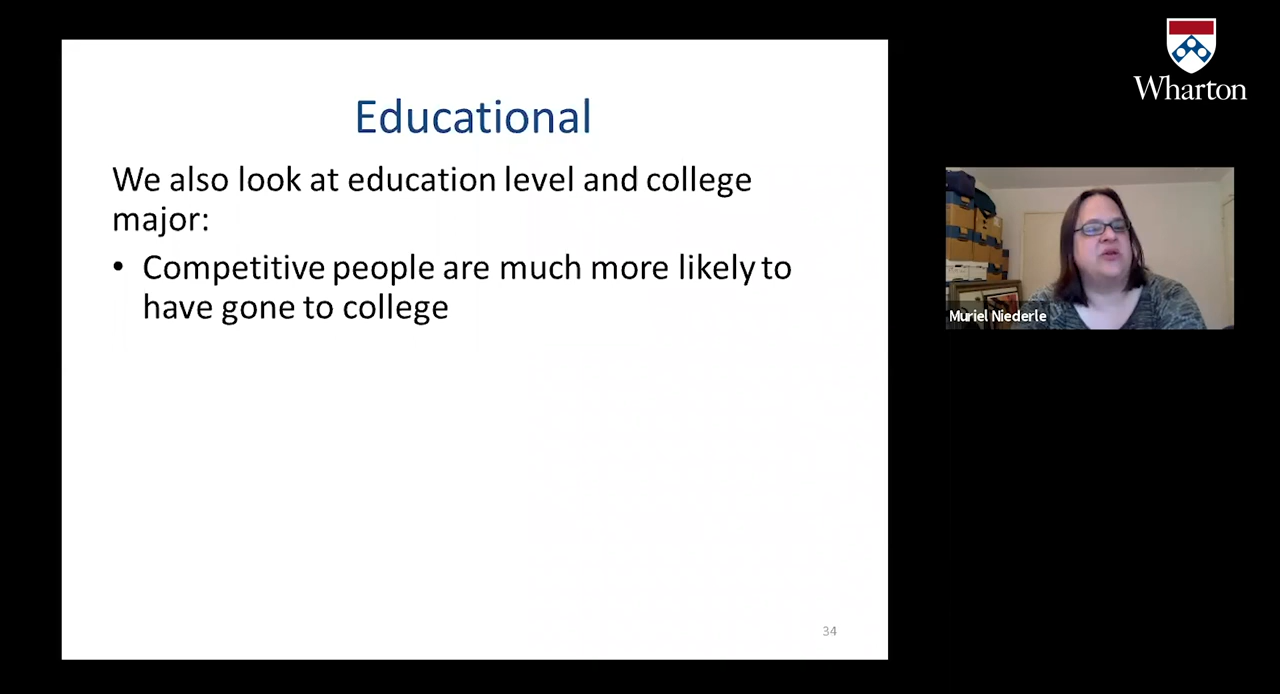 Wharton
Educational
We also look at education level and college
major:
• Competitive people are much more likely to
have gone to college
Muriel Niederle
34